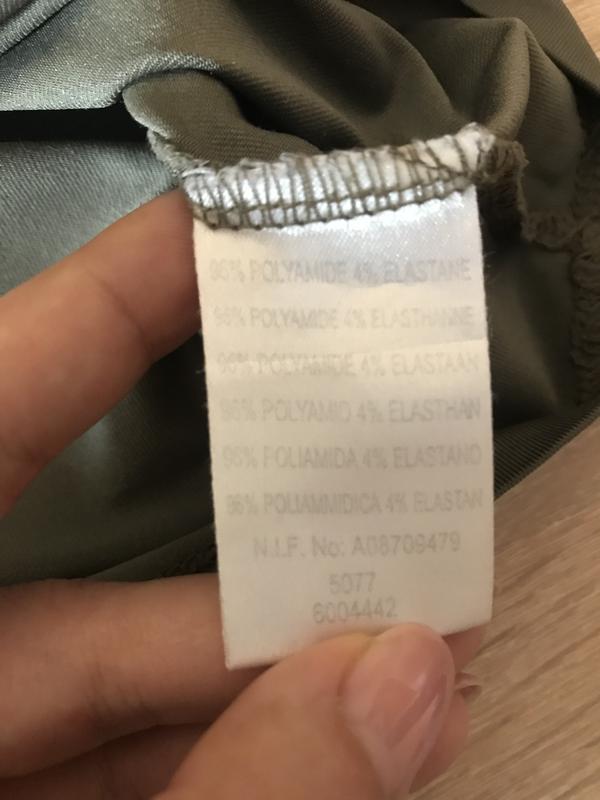 96% POLYAMIDE 4% ELASTANE
96% POLYAMIDE 4% ELASTHANNE
96% POLYAMIDE 4% ELASTAAN
96% POLYAMID 4% ELASTHAN
96% POLIAMIDA 4% ELASTANO
96% POLIAMMIDICA 4% ELASTAN
N.I.F. No: A08709479
5077
6004442